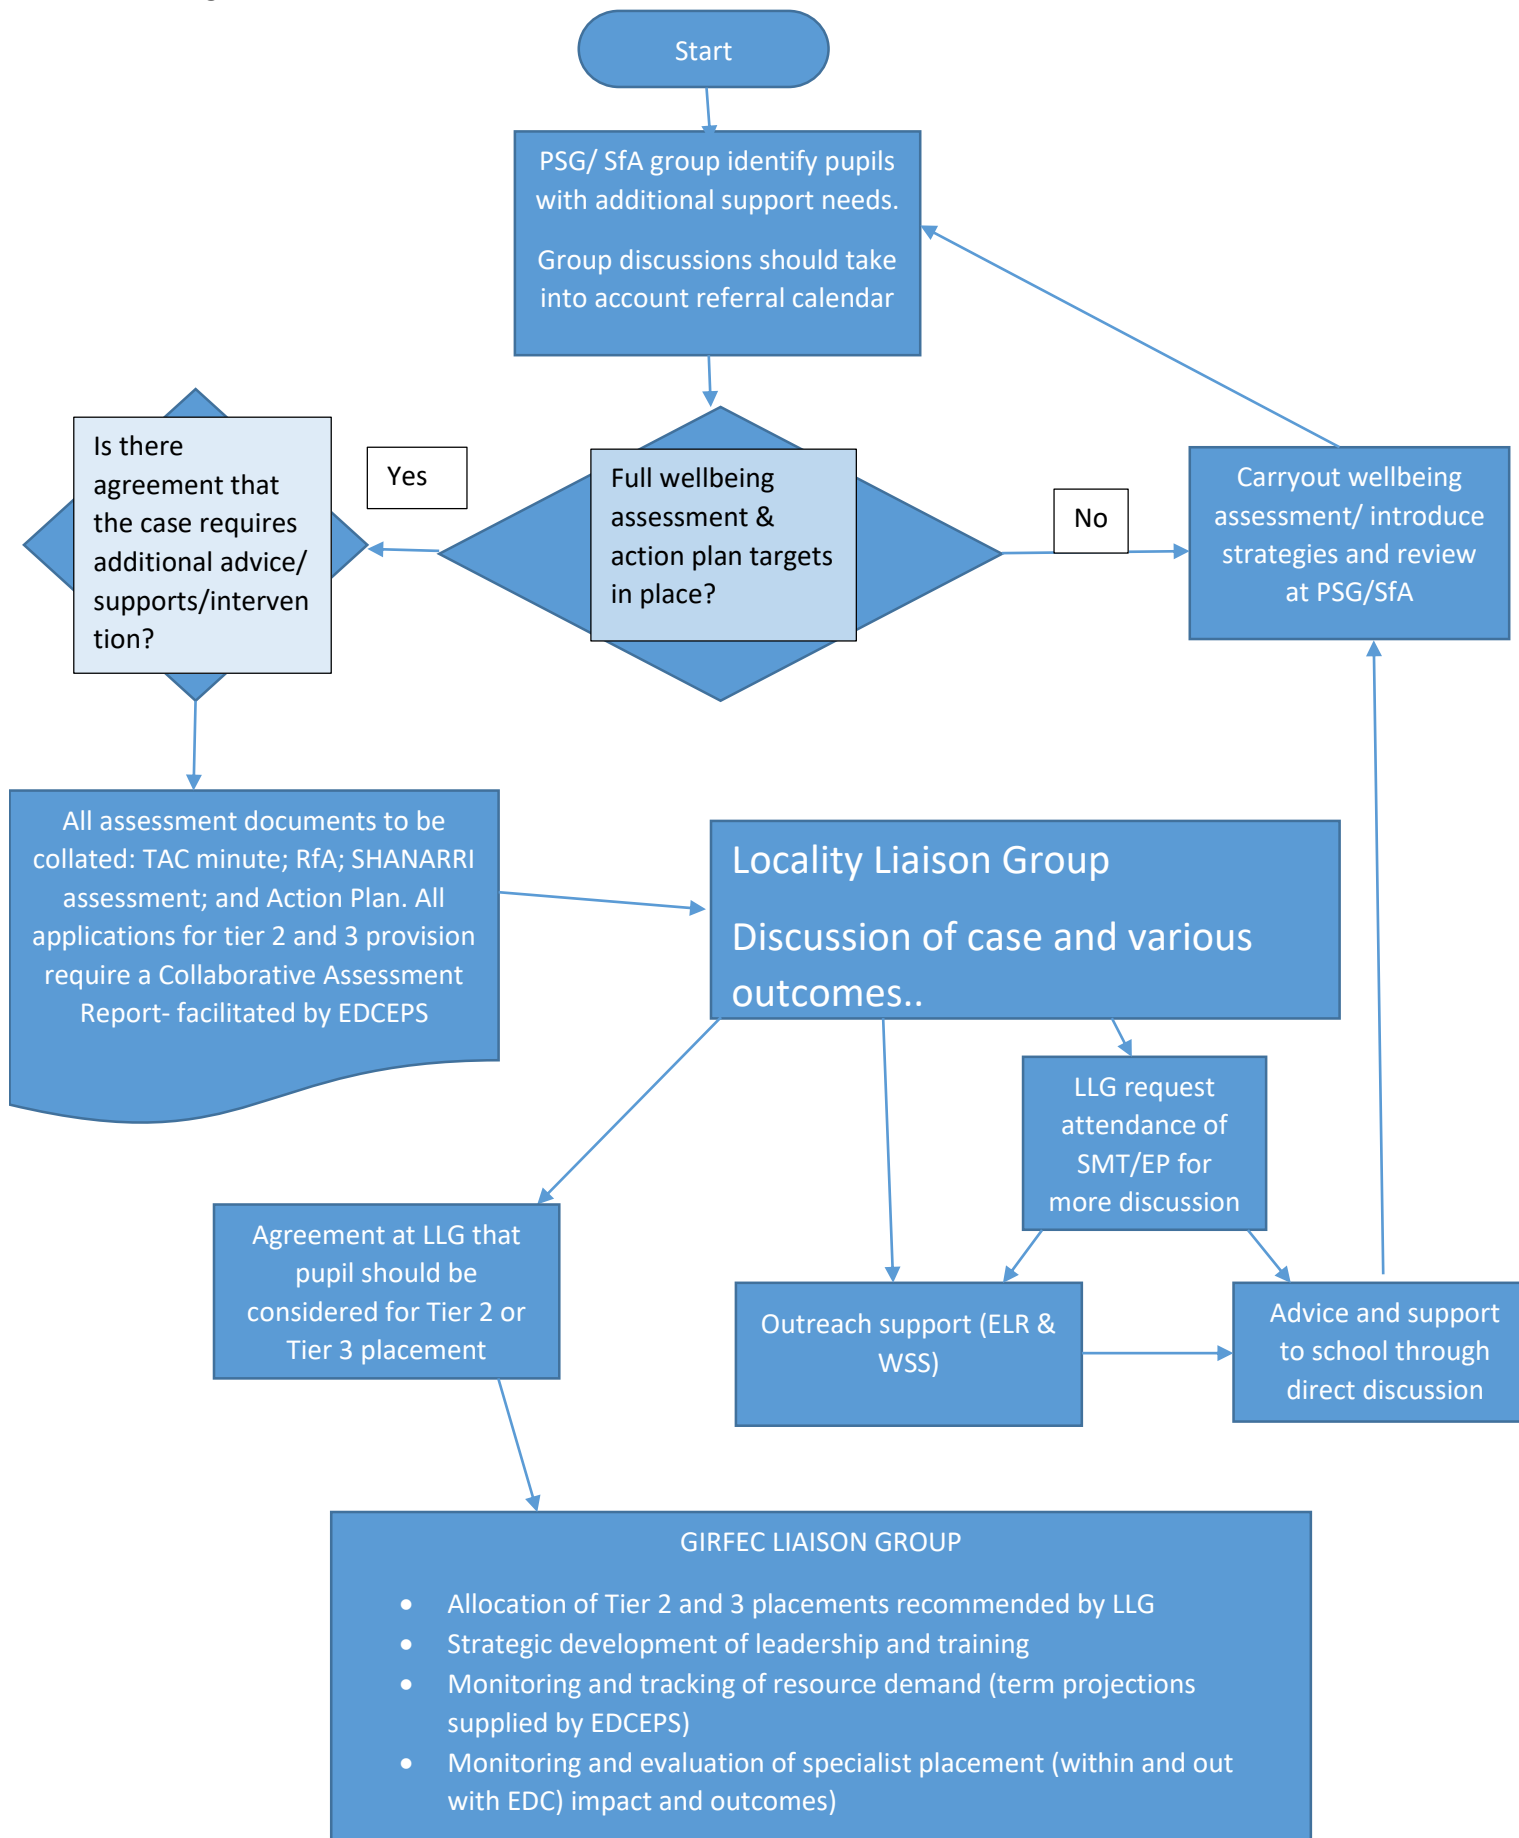 Start
PSG/ SfA group identify pupils
with additional support needs.
Group discussions should take
into account referral calendar
Is there
agreement that
the case requires
additional advice/
supports/interven
tion?
Yes
Full wellbeing
assessment &
action plan targets
in place?
No
Carryout wellbeing
assessment/ introduce
strategies and review
at PSG/SfA
All assessment documents to be
collated: TAC minute; RfA; SHANARRI
assessment; and Action Plan. All
applications for tier 2 and 3 provision
require a Collaborative Assessment
Report- facilitated by EDCEPS
Locality Liaison Group
Discussion of case and various
outcomes..
LLG request
attendance of
SMT/EP for
more discussion
Agreement at LLG that
pupil should be
considered for Tier 2 or
Tier 3 placement
Outreach support (ELR &
WSS)
Advice and support
to school through
direct discussion
GIRFEC LIAISON GROUP
• Allocation of Tier 2 and 3 placements recommended by LLG
• Strategic development of leadership and training
• Monitoring and tracking of resource demand (term projections
supplied by EDCEPS)
• Monitoring and evaluation of specialist placement (within and out
with EDC) impact and outcomes)